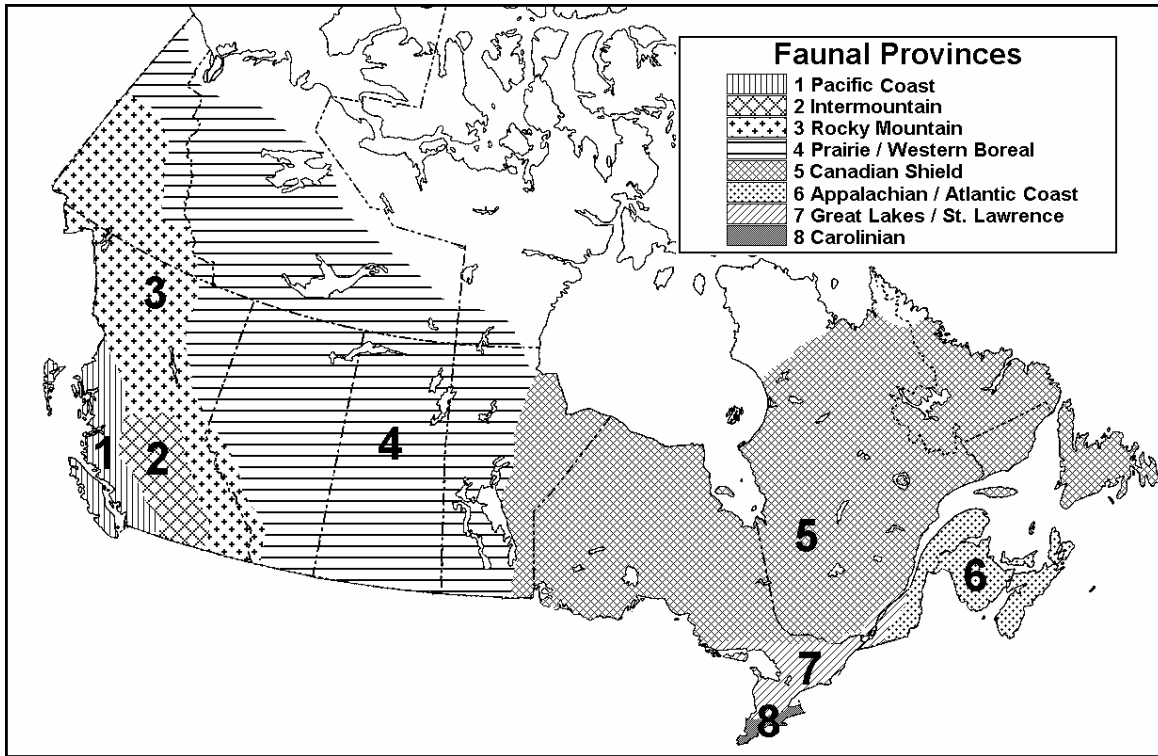 Faunal Provinces
1 Pacific Coast
2 Intermountain
3 Rocky Mountain
4 Prairie / Western Boreal
5 Canadian Shield
6 Appalachian / Atlantic Coast
7 Great Lakes / St. Lawrence
8 Carolinian
3
1
2
4
5
6
7
8